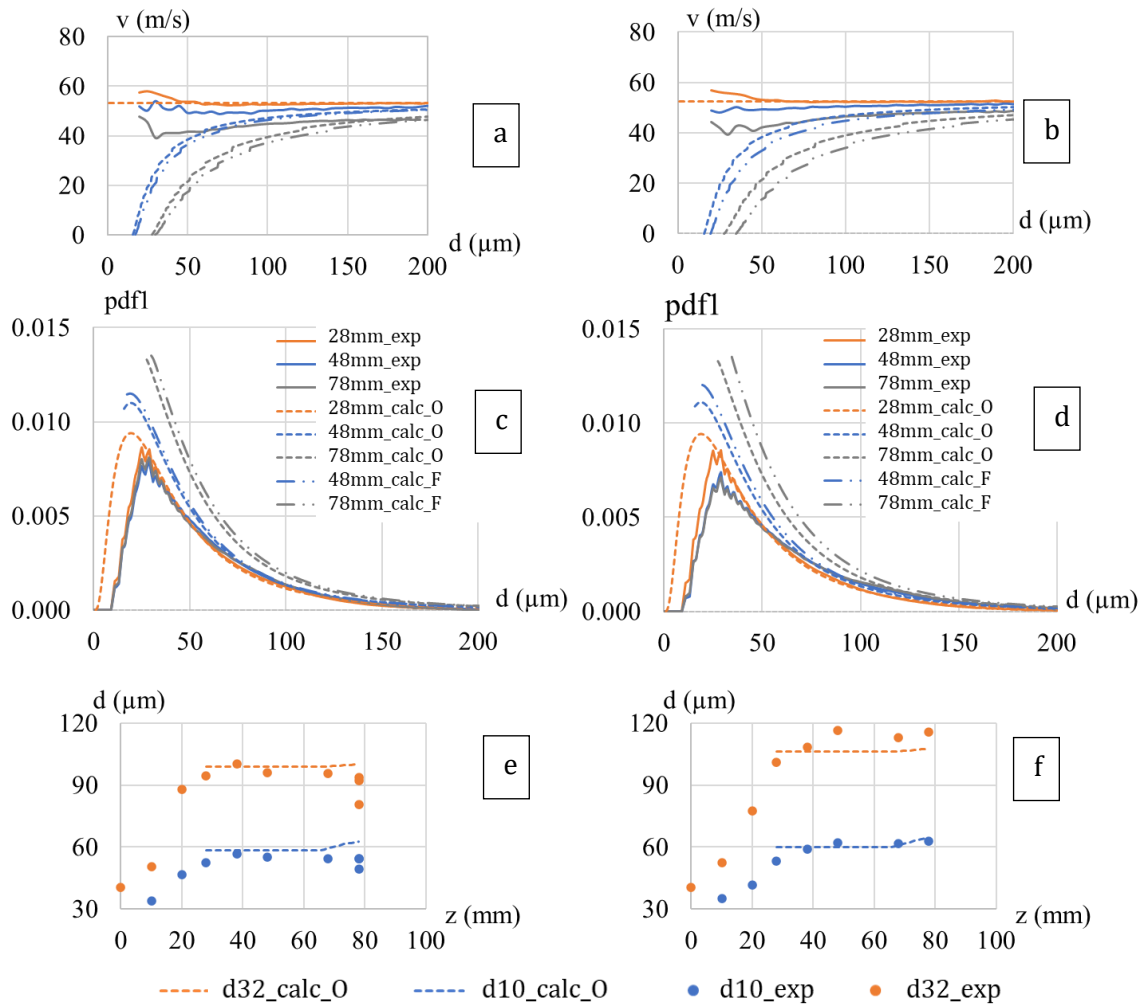 v (m/s)
80
60
40
20
0
a
d (µm)
0 50 100 150 200
v (m/s)
80
60
40
20
0
b
d (µm)
0 50 100 150 200
pdf1
0.015
0.010
0.005
0.000
28mm_exp
48mm_exp
78mm_exp
28mm_calc_O
48mm_calc_O
78mm_calc_O
48mm_calc_F
78mm_calc_F
c
d (µm)
0 50 100 150 200
pdf1
0.015
0.010
0.005
0.000
28mm_exp
48mm_exp
78mm_exp
28mm_calc_O
48mm_calc_O
78mm_calc_O
48mm_calc_F
78mm_calc_F
d
d (µm)
0 50 100 150 200
d (µm)
120
90
60
30
e
z (mm)
0 20 40 60 80 100
d (µm)
120
90
60
30
f
z (mm)
0 20 40 60 80 100
d32_calc_O d10_calc_O d10_exp d32_exp